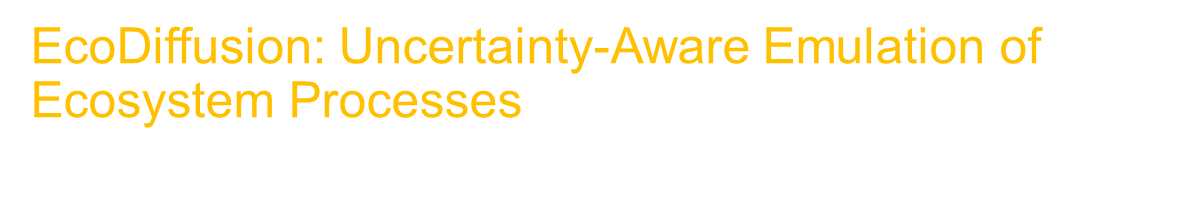 EcoDiffusion: Uncertainty-Aware Emulation of
Ecosystem Processes